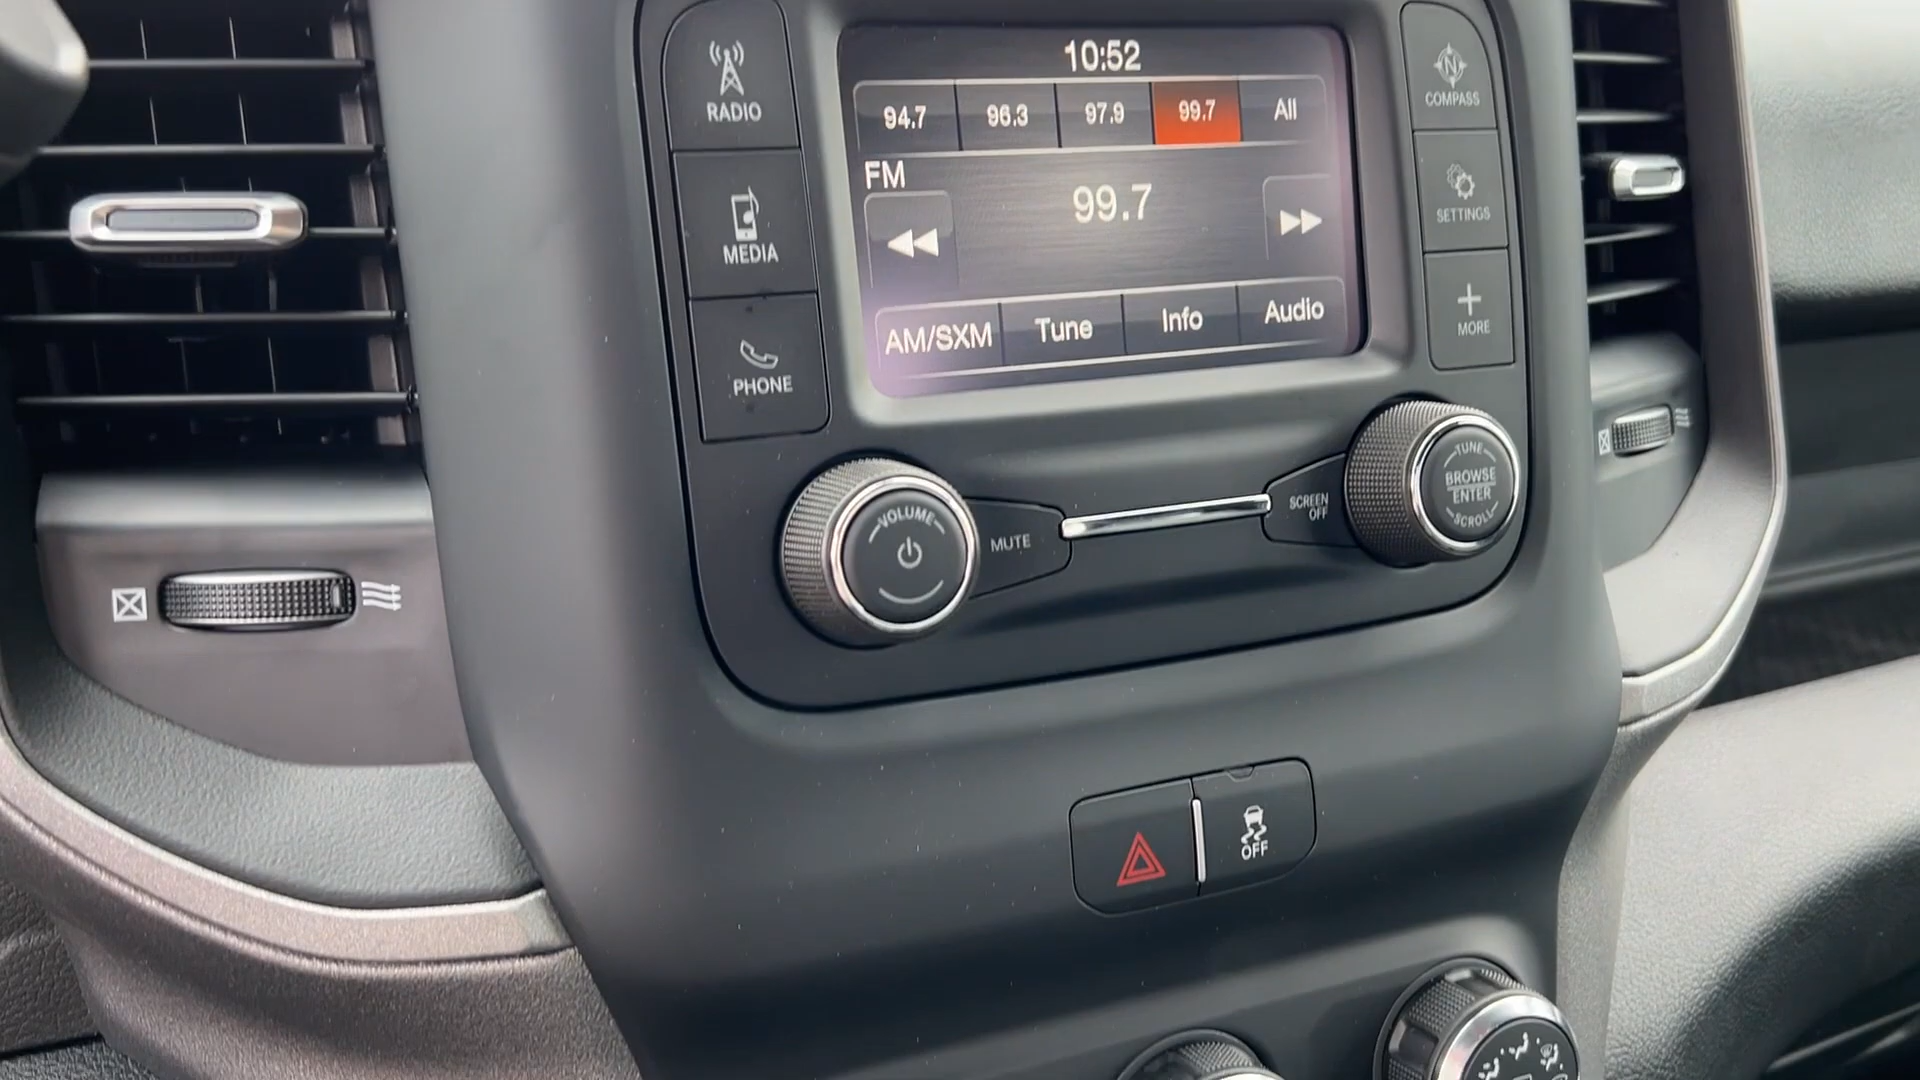 RADIO
MEDIA
PHONE
10:52
94.7 96.3 97.9 99.7 All
FM
99.7
AM/SXM Tune Info Audio
N
COMPASS
SETTINGS
MORE
VOLUME
MUTE
SCREEN
OFF
TUNE
BROWSE
ENTER
SCROLL
OFF